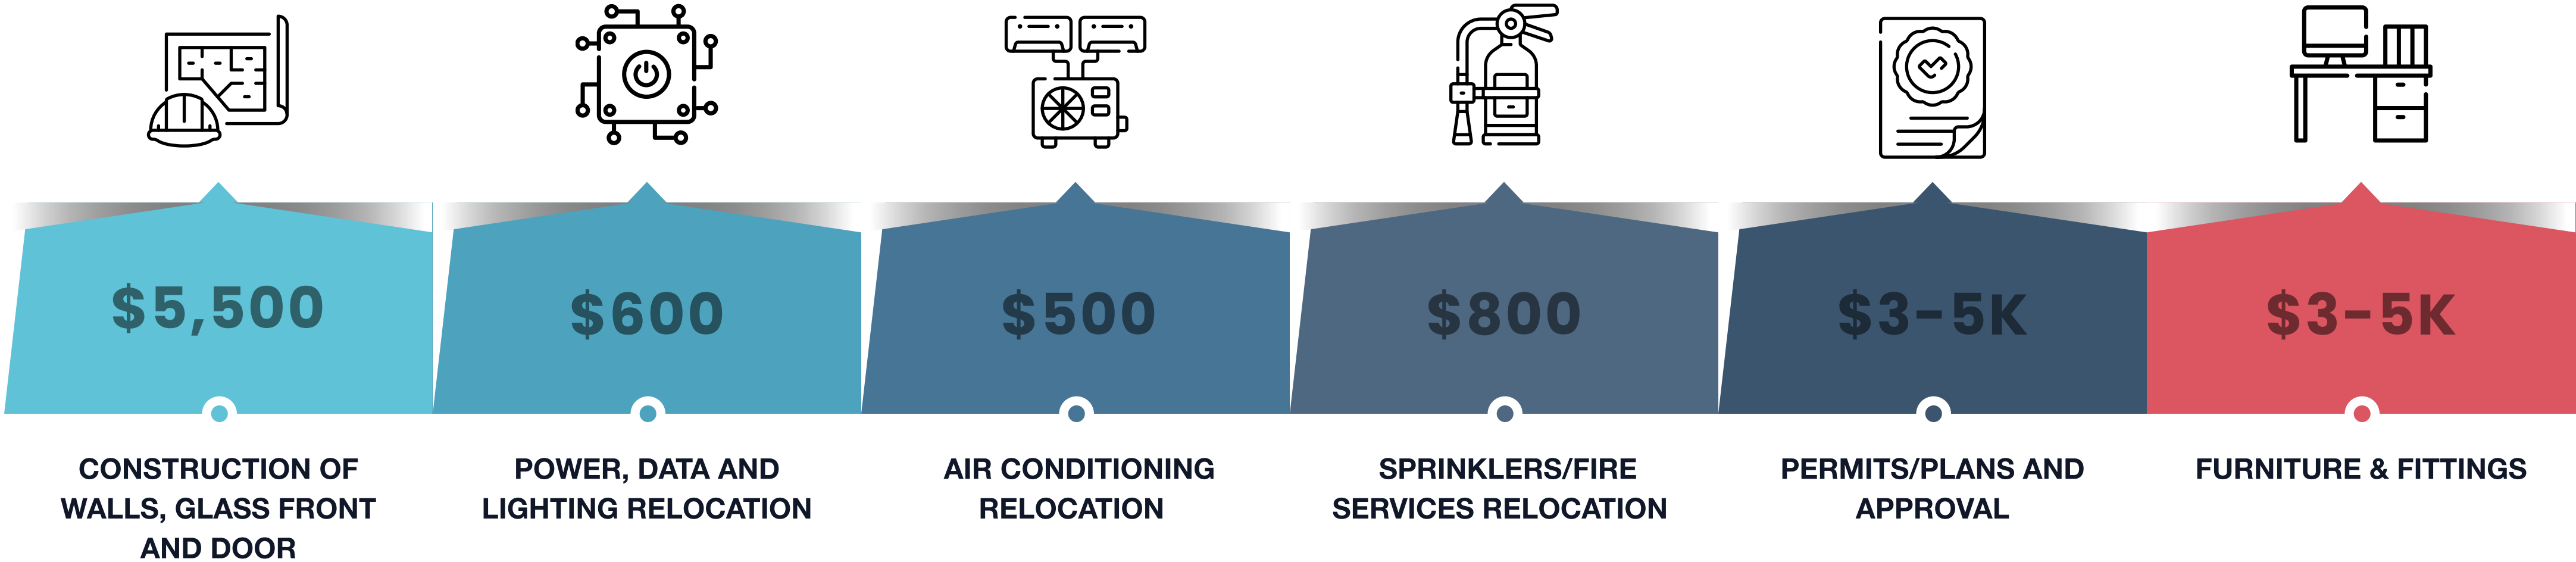 $5,500
$600
$500
$800
$3-5K
$3-5K
CONSTRUCTION OF
WALLS, GLASS FRONT
AND DOOR
POWER, DATA AND
LIGHTING RELOCATION
AIR CONDITIONING
RELOCATION
SPRINKLERS/FIRE
SERVICES RELOCATION
PERMITS/PLANS AND
APPROVAL
FURNITURE & FITTINGS